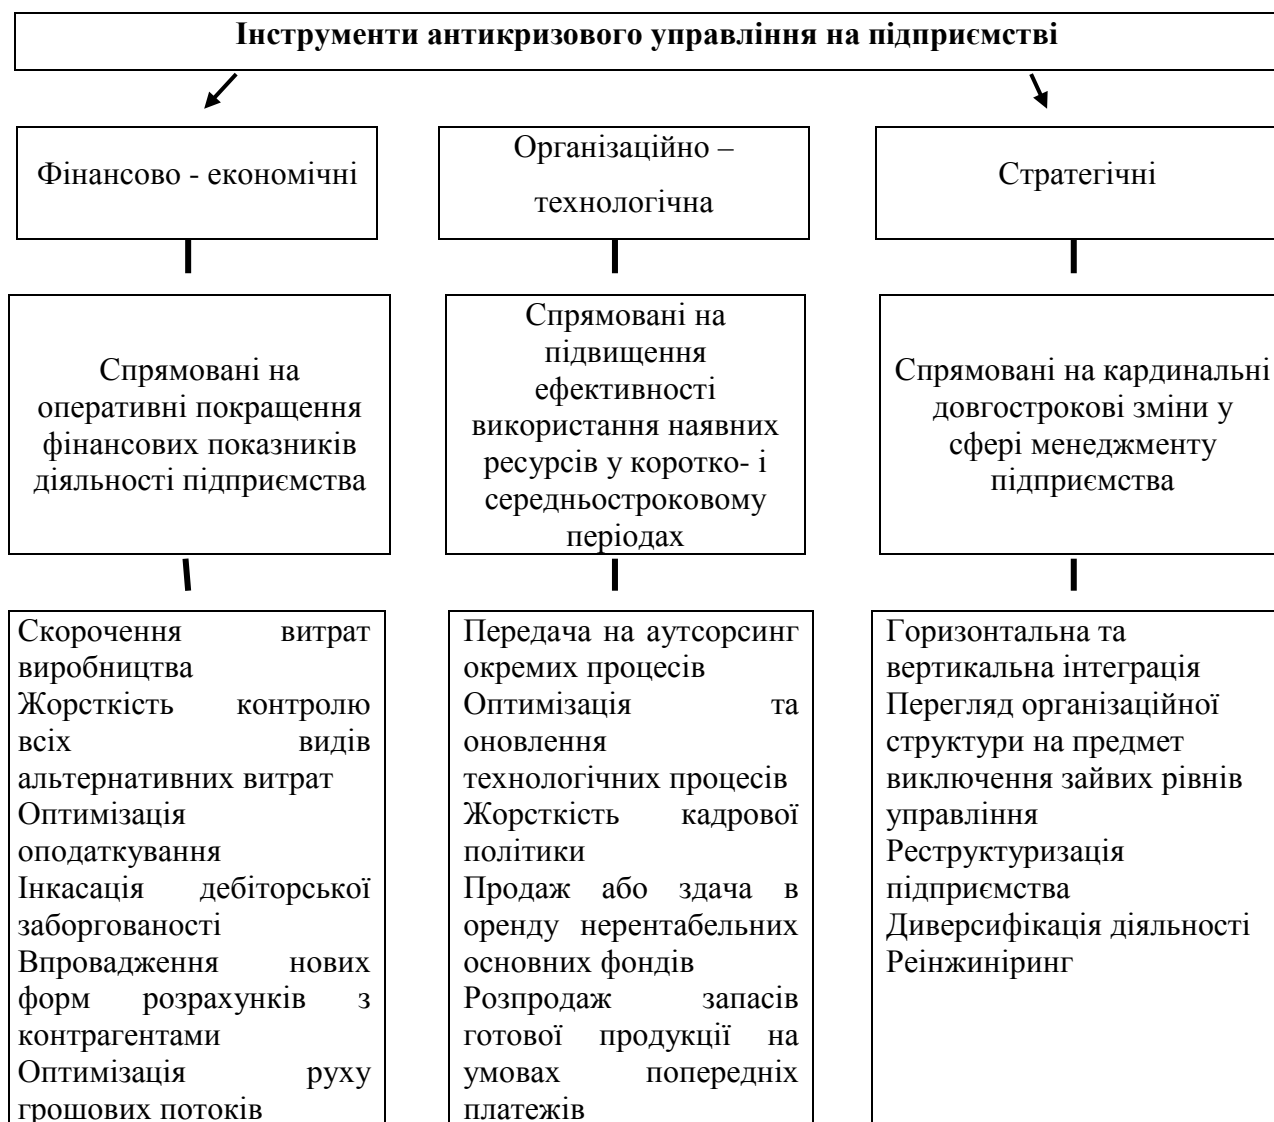 Інструменти антикризового управління на підприємстві
Фінансово - економічні
Організаційно –
технологічна
Стратегічні
Спрямовані на
оперативні покращення
фінансових показників
діяльності підприємства
Спрямовані на
підвищення
ефективності
використання наявних
ресурсів у коротко- і
середньостроковому
періодах
Спрямовані на кардинальні
довгострокові зміни у
сфері менеджменту
підприємства
Скорочення витрат
виробництва
Жорсткість контролю
всіх видів
альтернативних витрат
Оптимізація
оподаткування
Інкасація дебіторської
заборгованості
Впровадження нових
форм розрахунків з
контрагентами
Оптимізація руху
грошових потоків
Передача на аутсорсинг
окремих процесів
Оптимізація та
оновлення
технологічних процесів
Жорсткість кадрової
політики
Продаж або здача в
оренду нерентабельних
основних фондів
Розпродаж запасів
готової продукції на
умовах попередніх
платежів
Горизонтальна та
вертикальна інтеграція
Перегляд організаційної
структури на предмет
виключення зайвих рівнів
управління
Реструктуризація
підприємства
Диверсифікація діяльності
Реінжиніринг